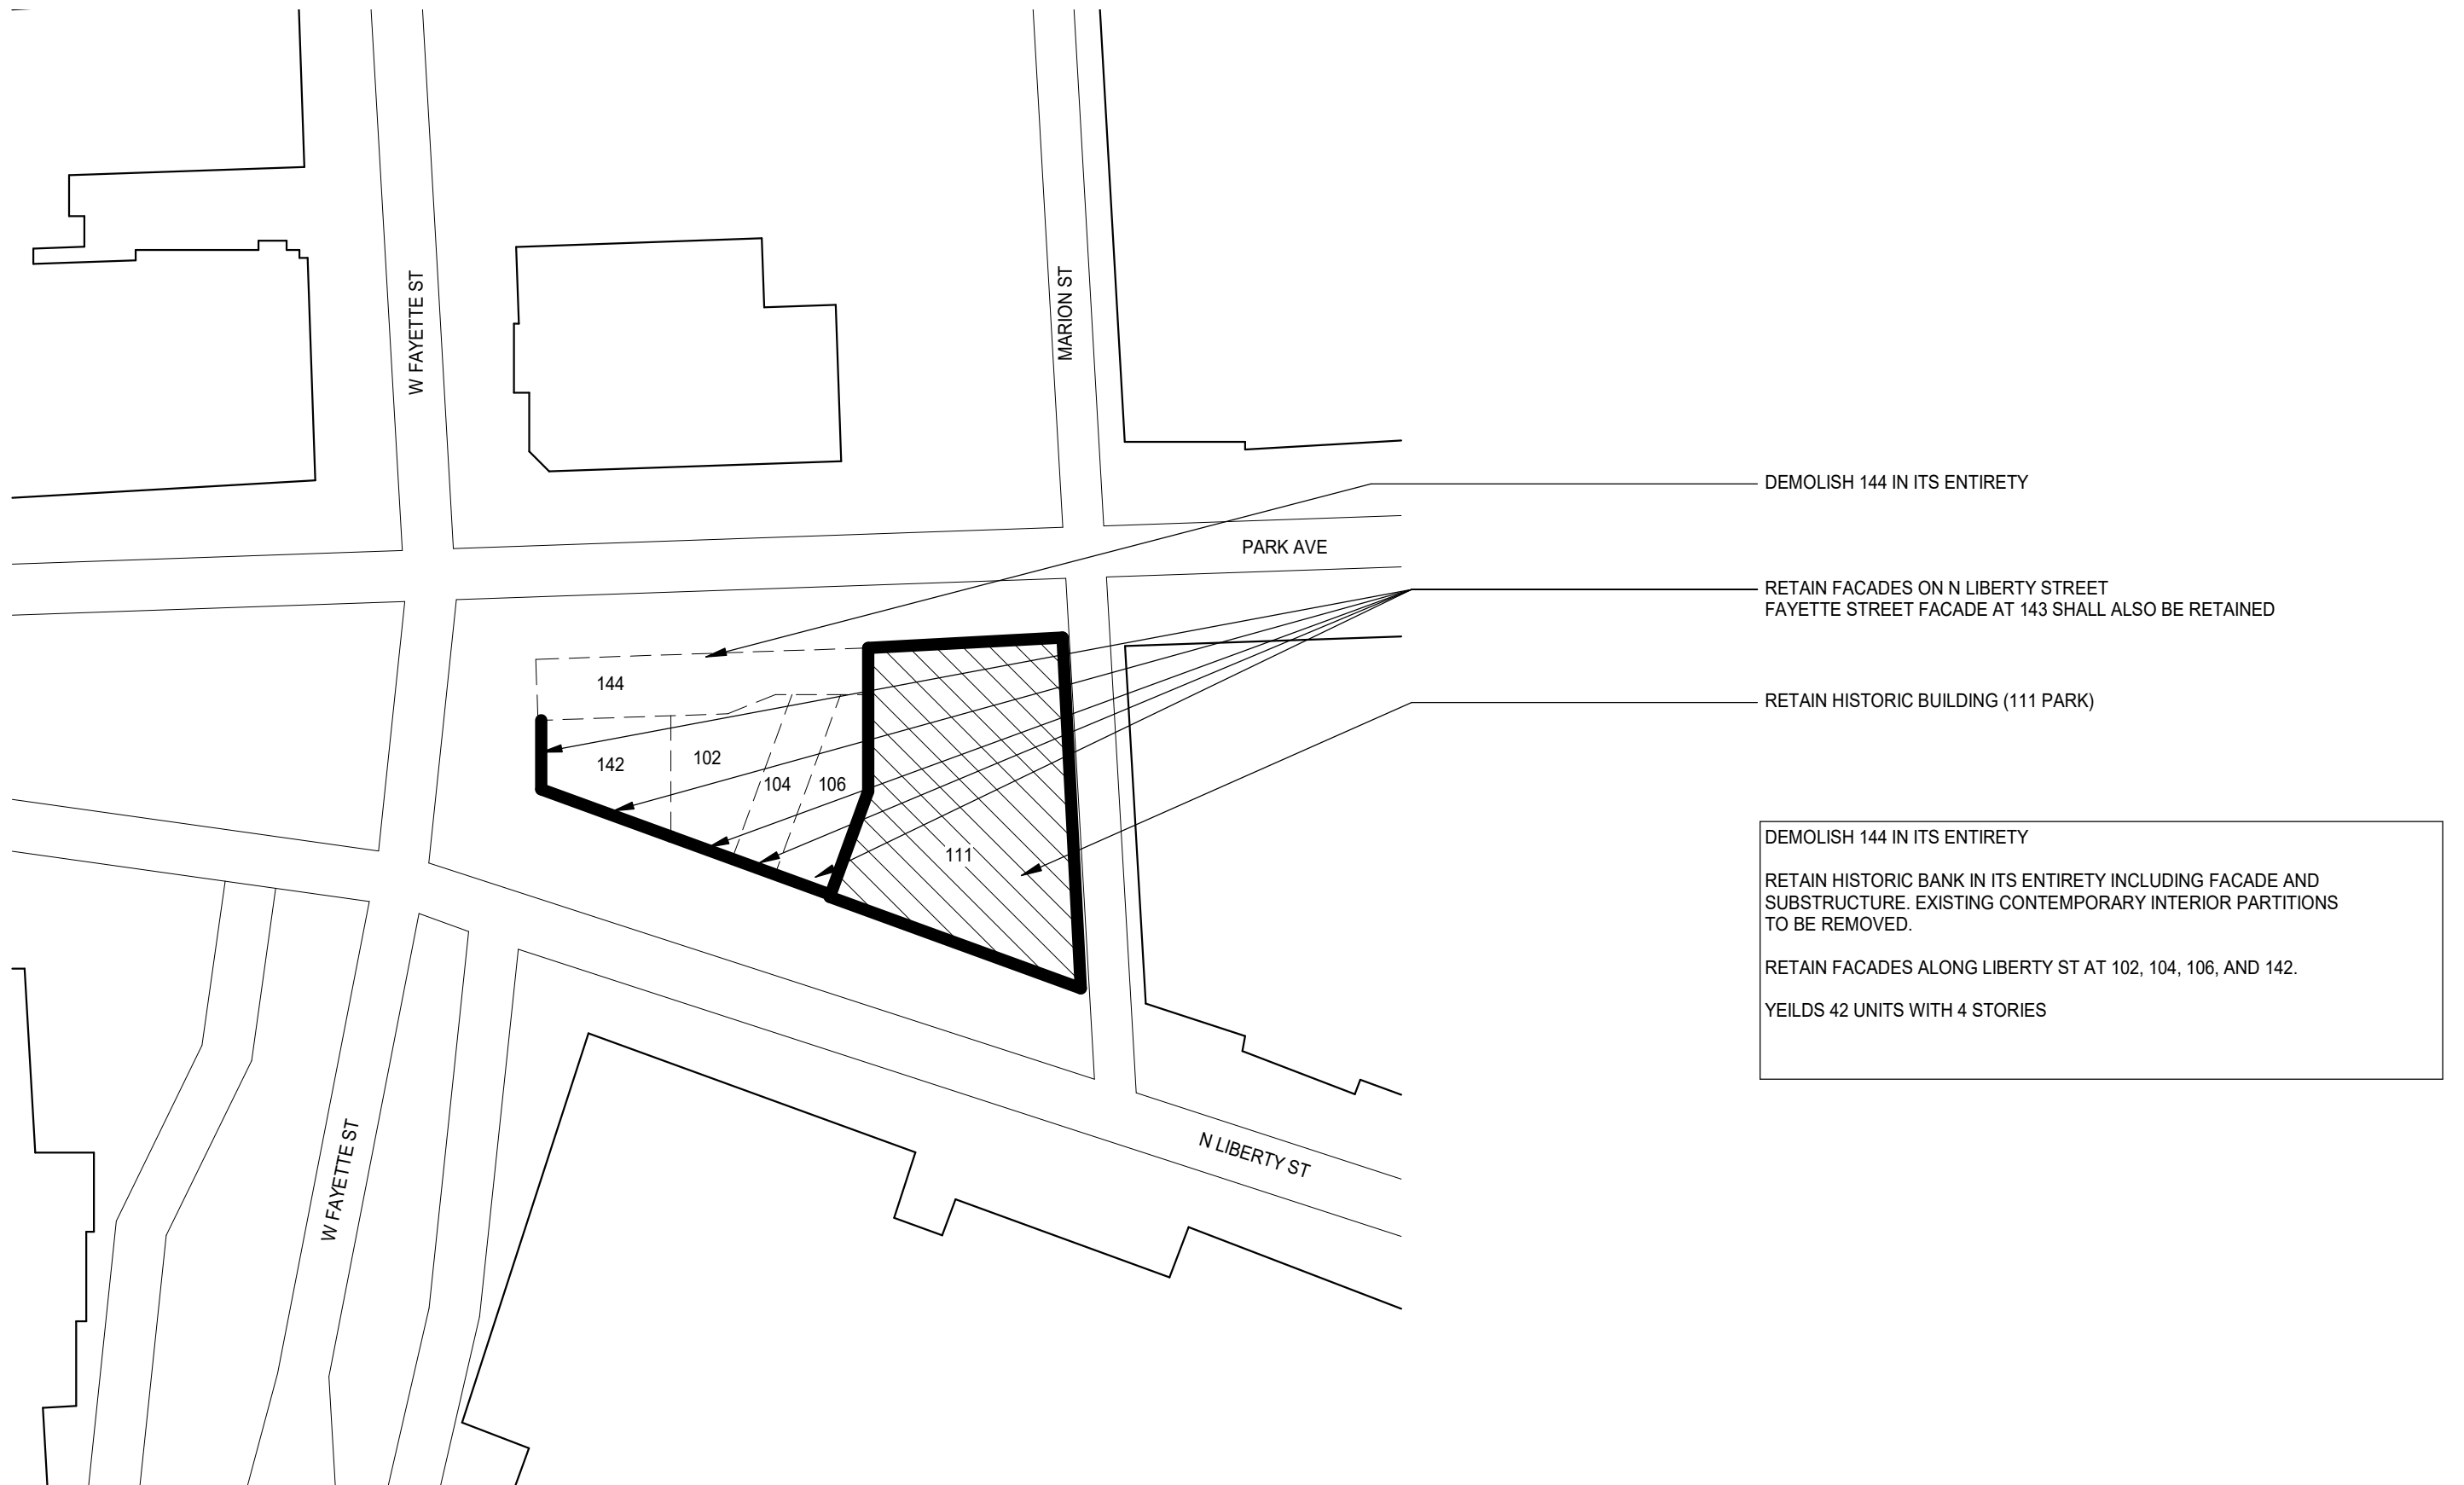 W FAYETTE ST
MARION ST
DEMOLISH 144 IN ITS ENTIRETY
PARK AVE
RETAIN FACADES ON N LIBERTY STREET
FAYETTE STREET FACADE AT 143 SHALL ALSO BE RETAINED
RETAIN HISTORIC BUILDING (111 PARK)
144
142
102
104
106
111
DEMOLISH 144 IN ITS ENTIRETY
RETAIN HISTORIC BANK IN ITS ENTIRETY INCLUDING FACADE AND
SUBSTRUCTURE. EXISTING CONTEMPORARY INTERIOR PARTITIONS
TO BE REMOVED.
RETAIN FACADES ALONG LIBERTY ST AT 102, 104, 106, AND 142.
YEILDS 42 UNITS WITH 4 STORIES
N LIBERTY ST
W FAYETTE ST